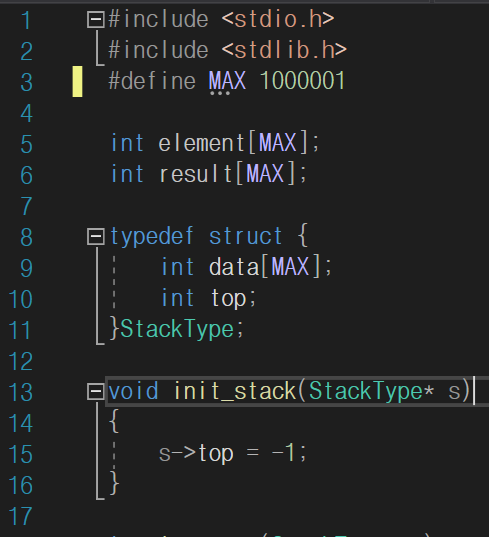 1 #include <stdio.h>
2 #include <stdlib.h>
3 #define MAX 1000001
4
5 int element[MAX];
6 int result[MAX];
7
8 typedef struct {
9 int data[MAX];
10 int top;
11 }StackType;
12
13 void init_stack(StackType* s)
14 {
15 s->top = -1;
16 }
17